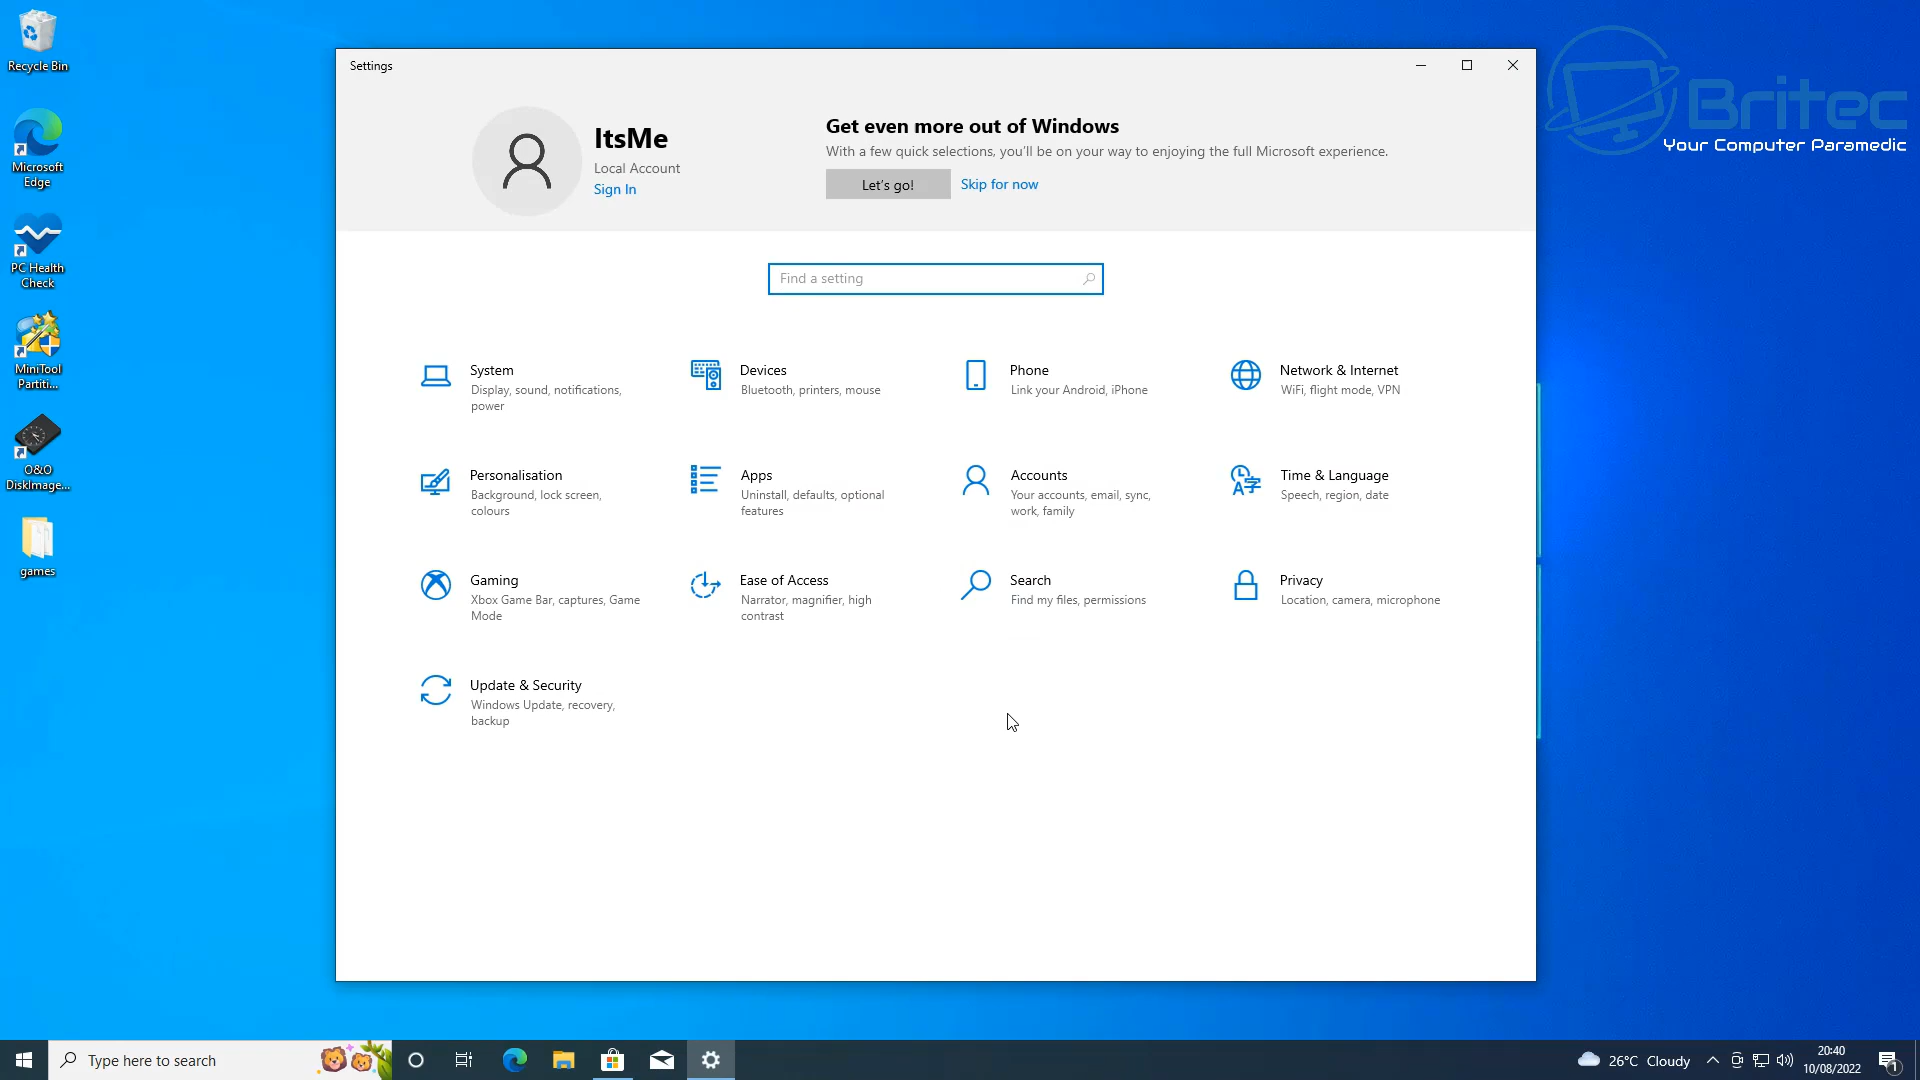 Recycle Bin
Microsoft
Edge
PC Health
Check
MiniTool
Partiti...
O&O
DiskImage...
games
Settings
ItsMe
Local Account
Sign In
Get even more out of Windows
With a few quick selections, you'll be on your way to enjoying the full Microsoft experience.
Let's go!
Skip for now
Britec
Your Computer Paramedic
Find a setting
System
Display, sound, notifications,
power
Devices
Bluetooth, printers, mouse
Phone
Link your Android, iPhone
Network & Internet
WiFi, flight mode, VPN
Personalisation
Background, lock screen,
colours
Apps
Uninstall, defaults, optional
features
Accounts
Your accounts, email, sync,
work, family
Time & Language
Speech, region, date
Gaming
Xbox Game Bar, captures, Game
Mode
Ease of Access
Narrator, magnifier, high
contrast
Search
Find my files, permissions
Privacy
Location, camera, microphone
Update & Security
Windows Update, recovery,
backup
Type here to search
26°C Cloudy
20:40
10/08/2022
1